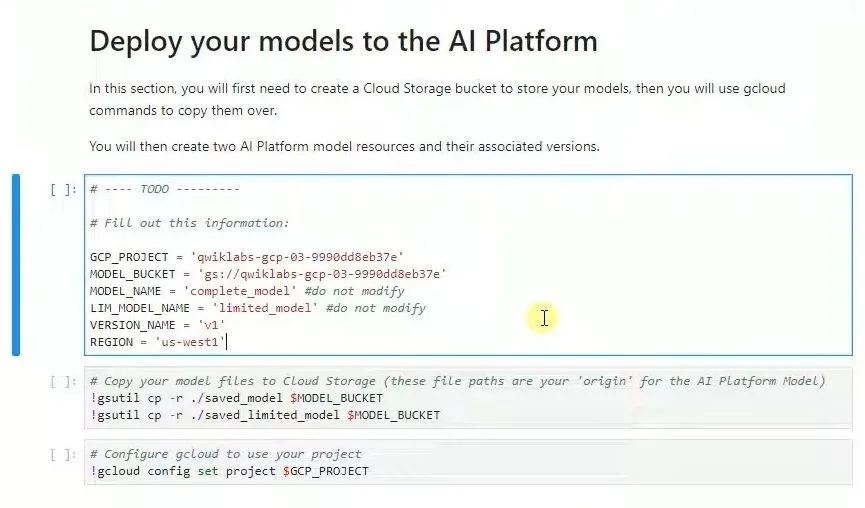 Deploy your models to the AI Platform
In this section, you will first need to create a Cloud Storage bucket to store your models, then you will use gcloud
commands to copy them over.
You will then create two AI Platform model resources and their associated versions.
[ ]: # ---- TODO ---------
# Fill out this information:
GCP_PROJECT = 'qwiklabs-gcp-03-9990dd8eb37e'
MODEL_BUCKET = 'gs://qwiklabs-gcp-03-9990dd8eb37e'
MODEL_NAME = 'complete_model' #do not modify
LIM_MODEL_NAME = 'limited_model' #do not modify
VERSION_NAME = 'v1'
REGION = 'us-west1'
[ ]: # Copy your model files to Cloud Storage (these file paths are your 'origin' for the AI Platform Model)
!gsutil cp -r ./saved_model $MODEL_BUCKET
!gsutil cp -r ./saved_limited_model $MODEL_BUCKET
[ ]: # Configure gcloud to use your project
!gcloud config set project $GCP_PROJECT